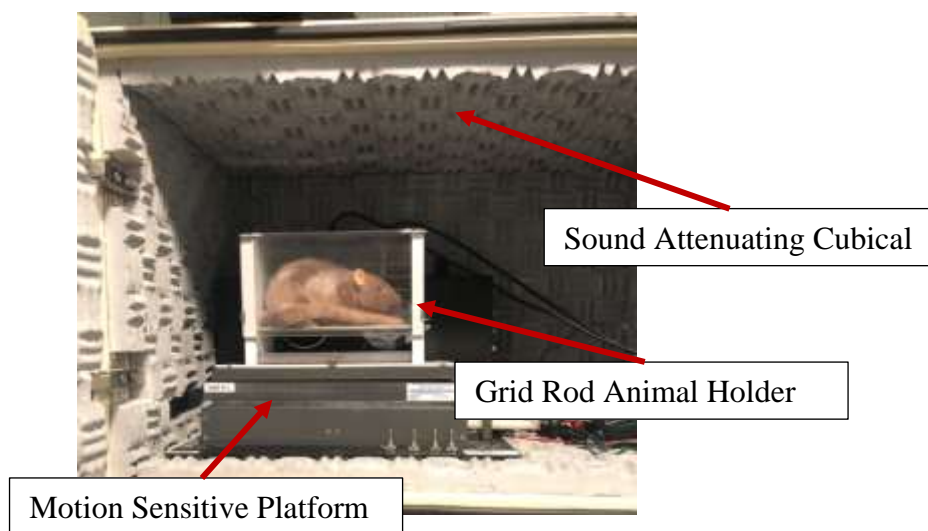 Sound Attenuating Cubical
Grid Rod Animal Holder
Motion Sensitive Platform